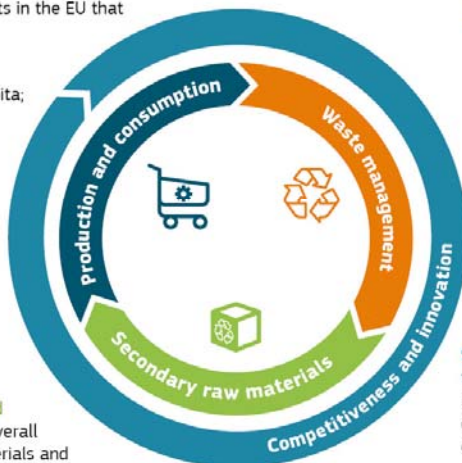 ts in the EU that
ita;
Production and consumption
Waste management
Secondary raw materials
Competitiveness and innovation
verall
rials and